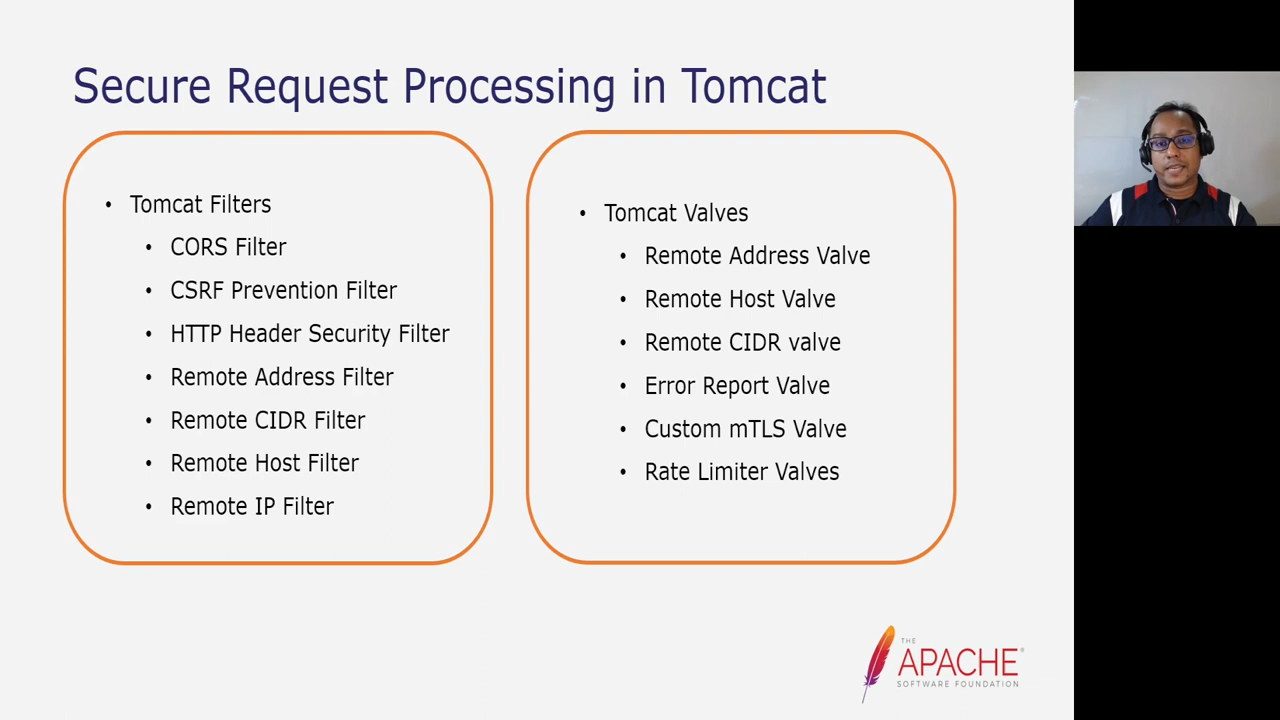 Secure Request Processing in Tomcat
• Tomcat Filters
• CORS Filter
• CSRF Prevention Filter
• HTTP Header Security Filter
• Remote Address Filter
• Remote CIDR Filter
• Remote Host Filter
• Remote IP Filter
• Tomcat Valves
• Remote Address Valve
• Remote Host Valve
• Remote CIDR valve
• Error Report Valve
• Custom mTLS Valve
• Rate Limiter Valves
THE
APACHE®
SOFTWARE FOUNDATION